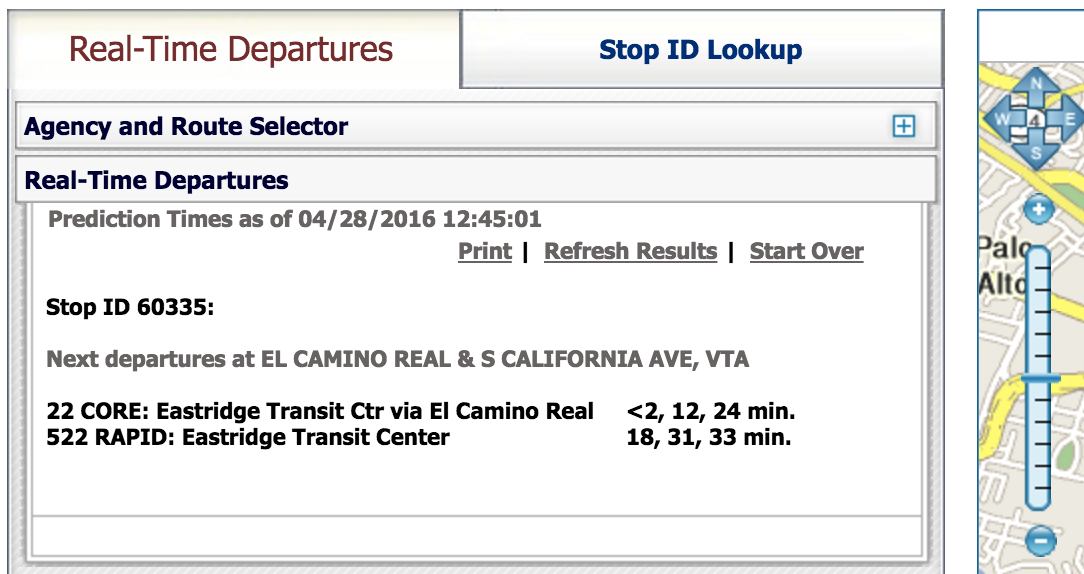 Real-Time Departures
Stop ID Lookup
Agency and Route Selector
Real-Time Departures
Prediction Times as of 04/28/2016 12:45:01
Print | Refresh Results | Start Over
Stop ID 60335:
Next departures at EL CAMINO REAL & S CALIFORNIA AVE, VTA
22 CORE: Eastridge Transit Ctr via El Camino Real <2, 12, 24 min.
522 RAPID: Eastridge Transit Center 18, 31, 33 min.
N
W 4 E
S
Palo
Alto